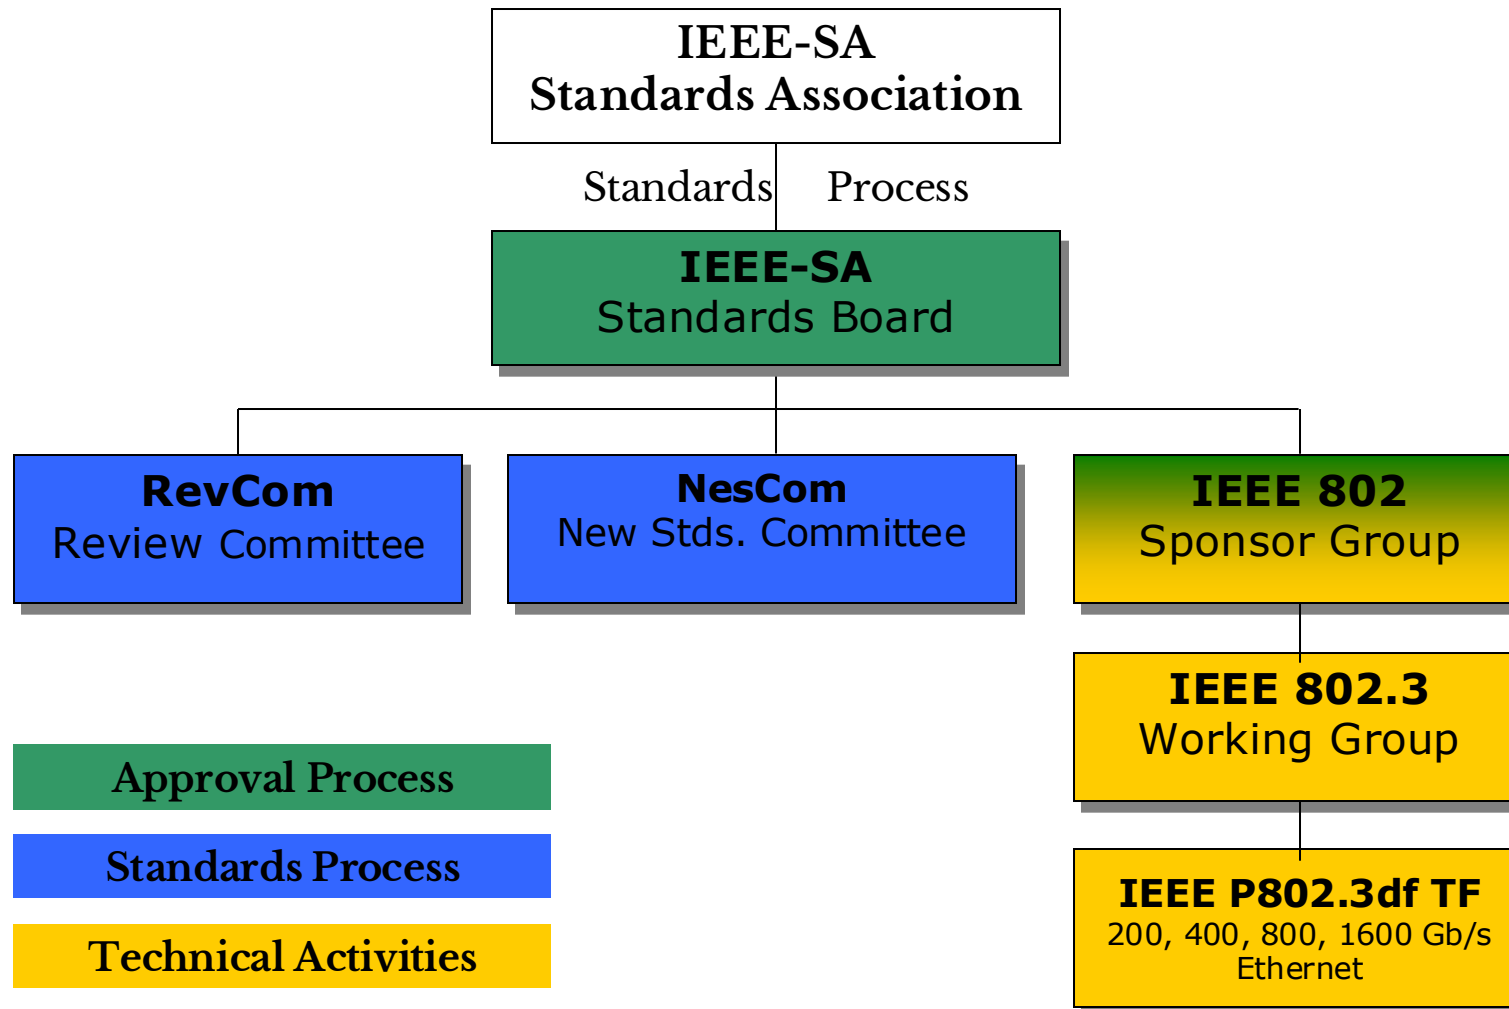 IEEE-SA
Standards Association
Standards Process
IEEE-SA
Standards Board
RevCom
Review Committee
NesCom
New Stds. Committee
IEEE 802
Sponsor Group
IEEE 802.3
Working Group
IEEE P802.3df TF
200, 400, 800, 1600 Gb/s
Ethernet
Approval Process
Standards Process
Technical Activities